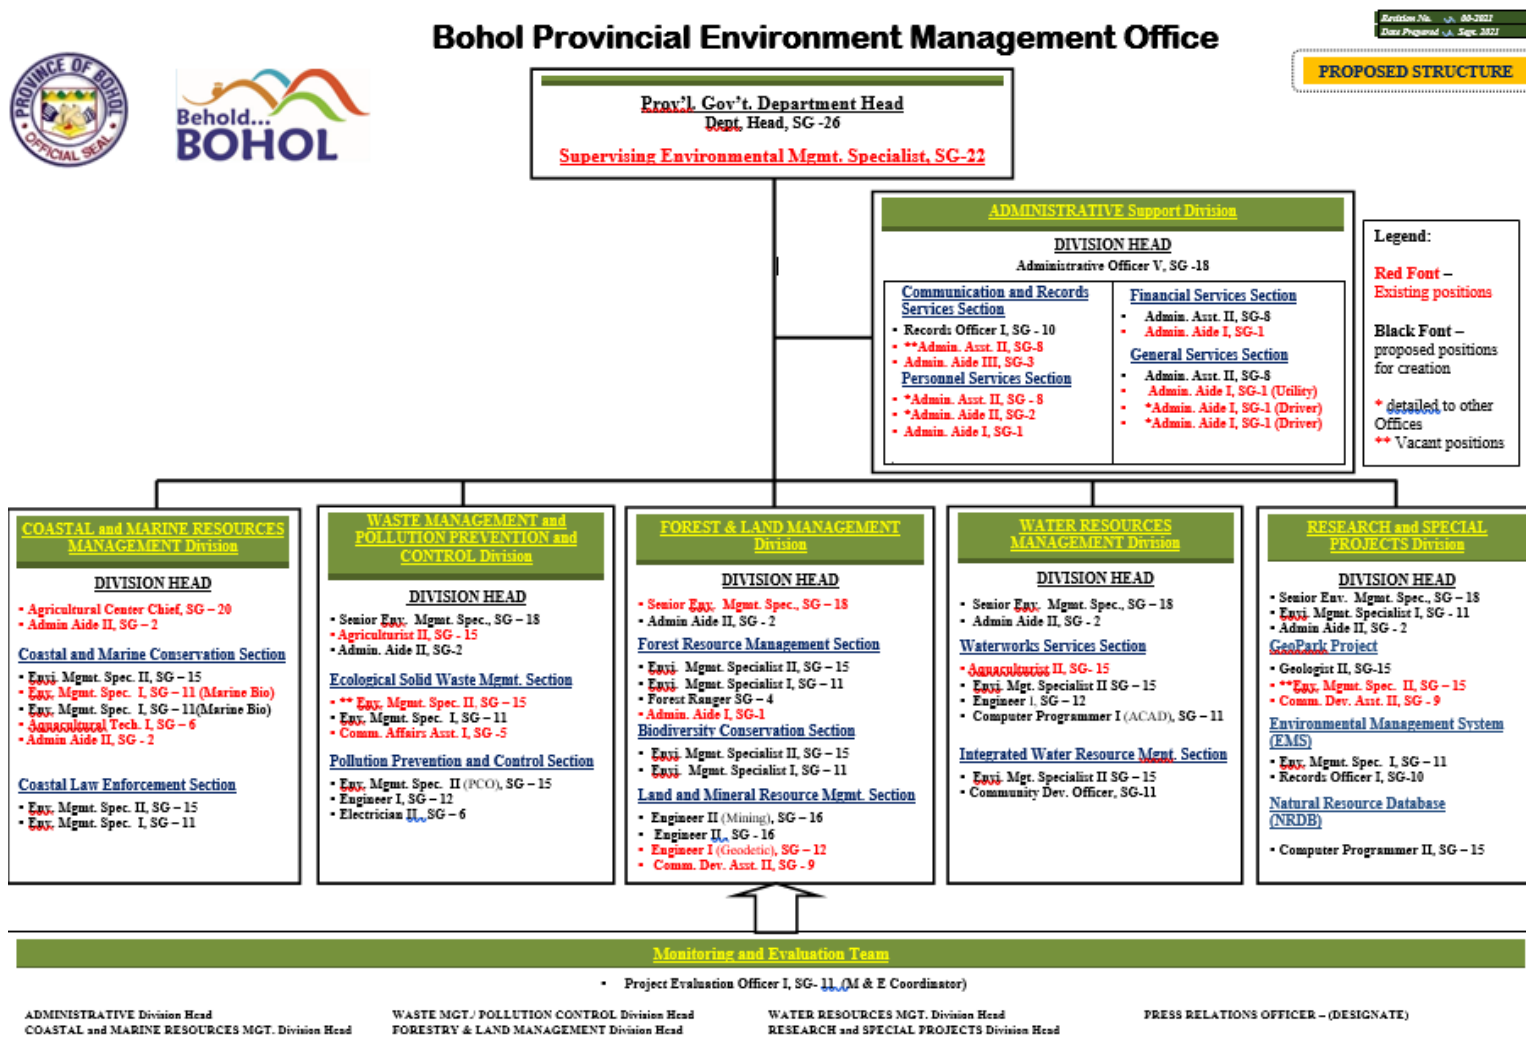 Bohol Provincial Environment Management Office
Revision No. 00-2021
Date Prepared Sept. 2021
PROPOSED STRUCTURE
PROVINCE OF BOHOL
OFFICIAL SEAL
Behold...
BOHOL
Prov'l. Gov't. Department Head
Dept. Head, SG -26
Supervising Environmental Mgmt. Specialist, SG-22
ADMINISTRATIVE Support Division
DIVISION HEAD
Administrative Officer V, SG -18
Communication and Records
Services Section
▪ Records Officer I, SG - 10
▪ **Admin. Asst. II, SG-8
▪ Admin. Aide III, SG-3
Personnel Services Section
▪ *Admin. Asst. II, SG - 8
▪ *Admin. Aide II, SG-2
▪ Admin. Aide I, SG-1
Financial Services Section
▪ Admin. Asst. II, SG-8
▪ Admin. Aide I, SG-1
General Services Section
▪ Admin. Asst. II, SG-8
▪ Admin. Aide I, SG-1 (Utility)
▪ *Admin. Aide I, SG-1 (Driver)
▪ *Admin. Aide I, SG-1 (Driver)
Legend:
Red Font –
Existing positions
Black Font –
proposed positions
for creation
* detailed to other
Offices
** Vacant positions
COASTAL and MARINE RESOURCES
MANAGEMENT Division
DIVISION HEAD
▪ Agricultural Center Chief, SG – 20
▪ Admin Aide II, SG – 2
Coastal and Marine Conservation Section
▪ Envi. Mgmt. Spec. II, SG – 15
▪ Env. Mgmt. Spec. I, SG – 11 (Marine Bio)
▪ Env. Mgmt. Spec. I, SG – 11(Marine Bio)
▪ Aquacultural Tech. I, SG – 6
▪ Admin Aide II, SG - 2
Coastal Law Enforcement Section
▪ Env. Mgmt. Spec. II, SG – 15
▪ Env. Mgmt. Spec. I, SG – 11
WASTE MANAGEMENT and
POLLUTION PREVENTION and
CONTROL Division
DIVISION HEAD
▪ Senior Env. Mgmt. Spec., SG – 18
▪ Agriculturist II, SG - 15
▪ Admin. Aide II, SG-2
Ecological Solid Waste Mgmt. Section
▪ ** Env. Mgmt. Spec. II, SG – 15
▪ Env. Mgmt. Spec. I, SG – 11
▪ Comm. Affairs Asst. I, SG -5
Pollution Prevention and Control Section
▪ Env. Mgmt. Spec. II (PCO), SG – 15
▪ Engineer I, SG – 12
▪ Electrician II, SG – 6
FOREST & LAND MANAGEMENT
Division
DIVISION HEAD
▪ Senior Env. Mgmt. Spec., SG – 18
▪ Admin Aide II, SG - 2
Forest Resource Management Section
▪ Envi. Mgmt. Specialist II, SG – 15
▪ Envi. Mgmt. Specialist I, SG – 11
▪ Forest Ranger SG – 4
▪ Admin. Aide I, SG-1
Biodiversity Conservation Section
▪ Envi. Mgmt. Specialist II, SG – 15
▪ Envi. Mgmt. Specialist I, SG – 11
Land and Mineral Resource Mgmt. Section
▪ Engineer II (Mining), SG – 16
▪ Engineer II, SG - 16
▪ Engineer I (Geodetic), SG – 12
▪ Comm. Dev. Asst. II, SG - 9
WATER RESOURCES
MANAGEMENT Division
DIVISION HEAD
▪ Senior Env. Mgmt. Spec., SG – 18
▪ Admin Aide II, SG - 2
Waterworks Services Section
▪ Aquaculturist II, SG- 15
▪ Envi. Mgt. Specialist II SG – 15
▪ Engineer I, SG – 12
▪ Computer Programmer I (ACAD), SG – 11
Integrated Water Resource Mgmt. Section
▪ Envi. Mgt. Specialist II SG – 15
▪ Community Dev. Officer, SG-11
RESEARCH and SPECIAL
PROJECTS Division
DIVISION HEAD
▪ Senior Env. Mgmt. Spec., SG – 18
▪ Envi. Mgmt. Specialist I, SG - 11
▪ Admin Aide II, SG - 2
GeoPark Project
▪ Geologist II, SG-15
▪ **Env. Mgmt. Spec. II, SG – 15
▪ Comm. Dev. Asst. II, SG - 9
Environmental Management System
(EMS)
▪ Env. Mgmt. Spec. I, SG – 11
▪ Records Officer I, SG-10
Natural Resource Database
(NRDB)
▪ Computer Programmer II, SG – 15
Monitoring and Evaluation Team
▪ Project Evaluation Officer I, SG- 11 (M & E Coordinator)
ADMINISTRATIVE Division Head
COASTAL and MARINE RESOURCES MGT. Division Head
WASTE MGT./ POLLUTION CONTROL Division Head
FORESTRY & LAND MANAGEMENT Division Head
WATER RESOURCES MGT. Division Head
RESEARCH and SPECIAL PROJECTS Division Head
PRESS RELATIONS OFFICER – (DESIGNATE)